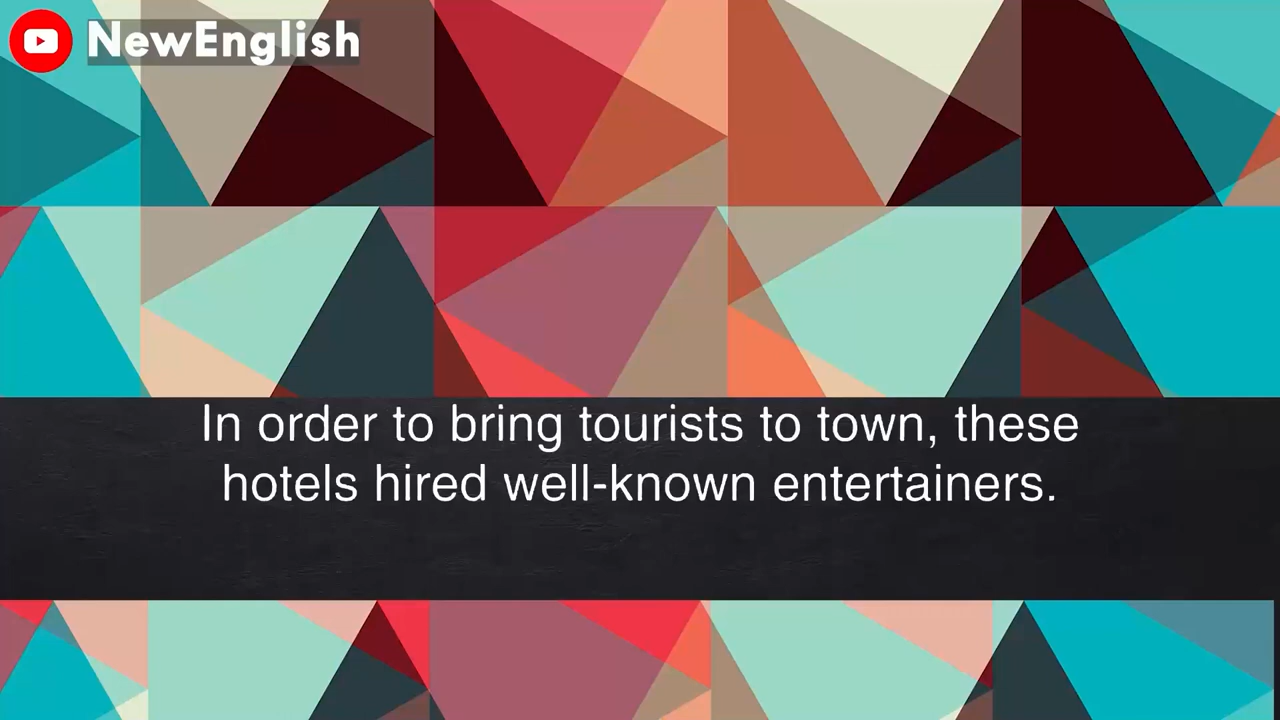 NewEnglish
In order to bring tourists to town, these
hotels hired well-known entertainers.